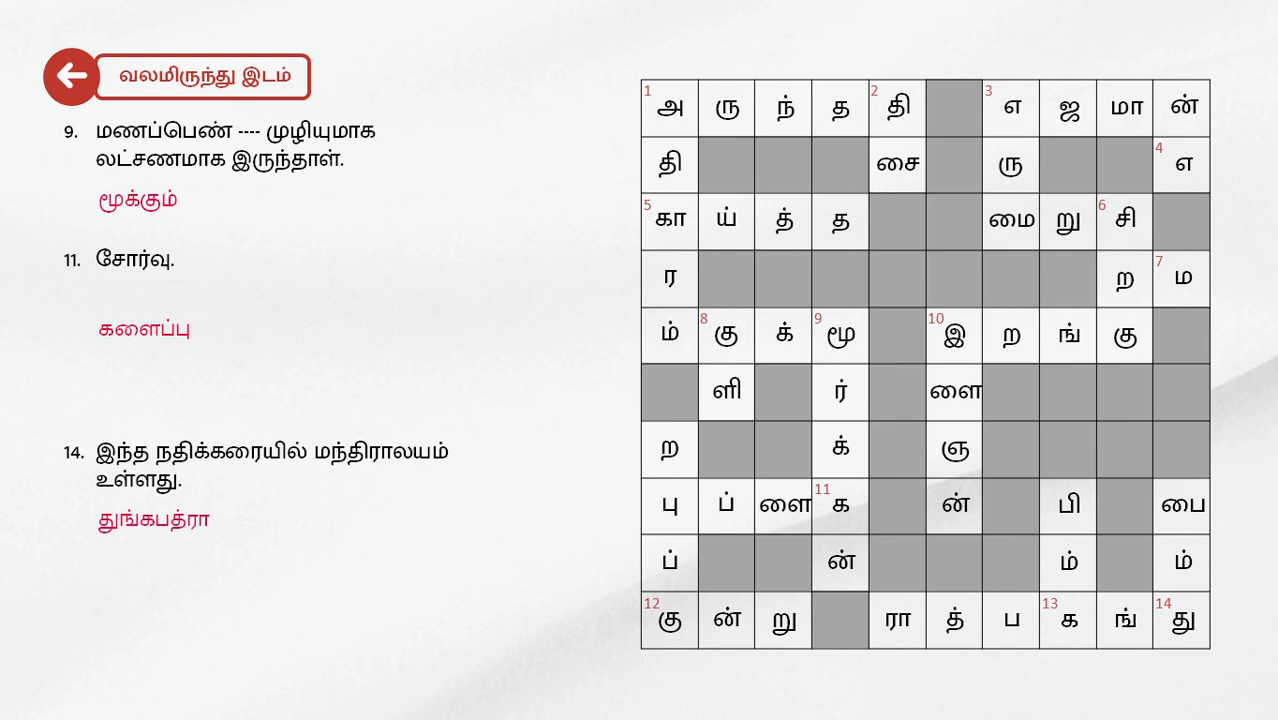 வலமிருந்து இடம்
9. மணப்பெண் ---- முழியுமாக
லட்சணமாக இருந்தாள்.
மூக்கும்
11. சோர்வு.
களைப்பு
14. இந்த நதிக்கரையில் மந்திராலயம்
உள்ளது.
துங்கபத்ரா
1 அ ரு ந் த 2 தி 3 எ ஜ மா ன்
தி சை ரு 4 எ
5 கா ய் த் த மை று 6 சி
ர ற 7 ம
ம் 8 கு க் 9 மூ 10 இ ற ங் கு
ளி ர் ளை
ற க் ஞ
பு ப் ளை 11 க ன் பி பை
ப் ன் ம் ம்
12 கு ன் று ரா த் ப 13 க ங் 14 து